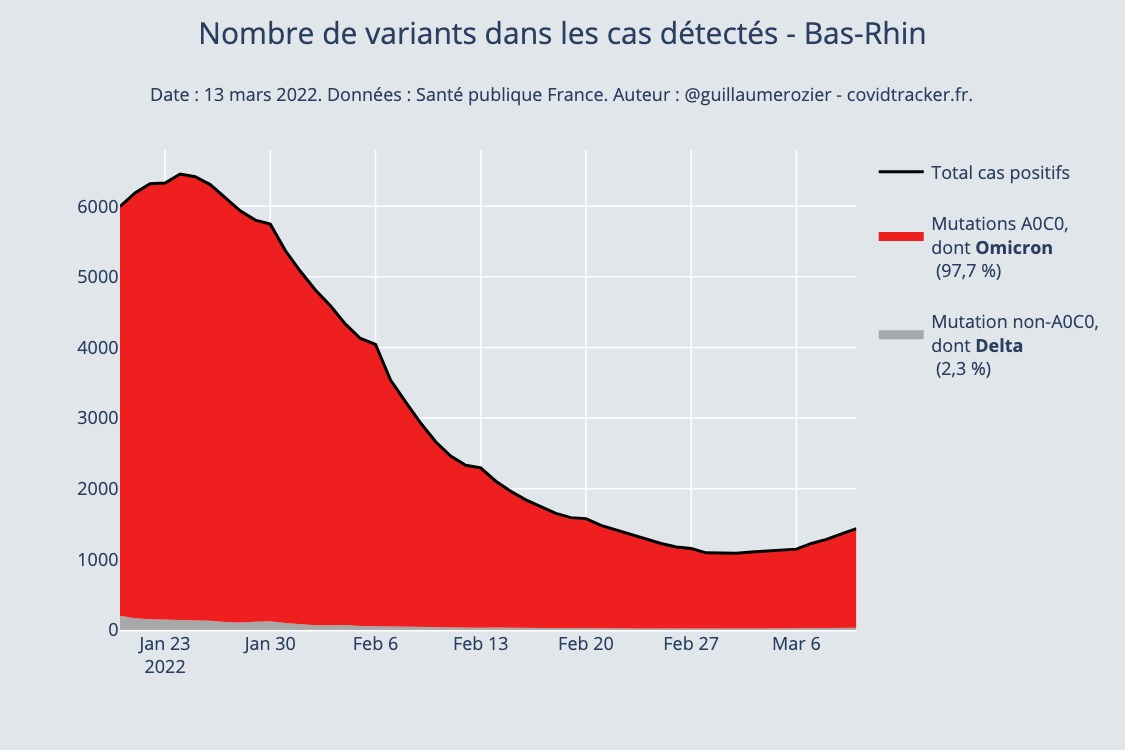 Nombre de variants dans les cas détectés - Bas-Rhin
Date : 13 mars 2022. Données : Santé publique France. Auteur : @guillaumerozier - covidtracker.fr.
Total cas positifs
Mutations A0C0,
dont Omicron
(97,7 %)
Mutation non-A0C0,
dont Delta
(2,3 %)
6000
5000
4000
3000
2000
1000
0
Jan 23 Jan 30 Feb 6 Feb 13 Feb 20 Feb 27 Mar 6
2022